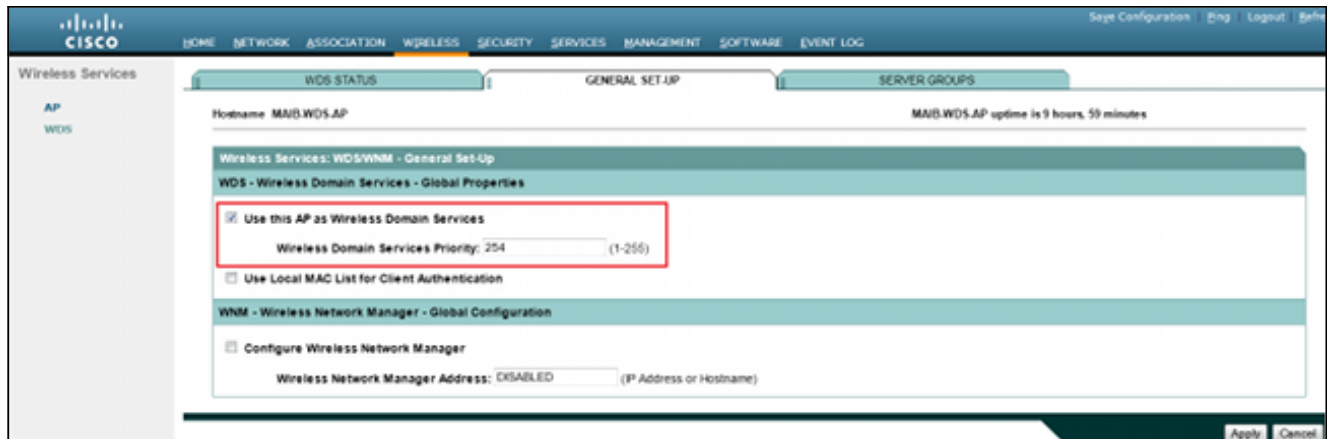 Save Configuration | Ping | Logout | Refre
CISCO
HOME NETWORK ASSOCIATION WIRELESS SECURITY SERVICES MANAGEMENT SOFTWARE EVENT LOG
Wireless Services
AP
WDS
WDS STATUS GENERAL SET-UP SERVER GROUPS
Hostname MAIB-WDS-AP MAIB-WDS-AP uptime is 9 hours, 59 minutes
Wireless Services: WDS/WNM - General Set-Up
WDS - Wireless Domain Services - Global Properties
Use this AP as Wireless Domain Services
Wireless Domain Services Priority: 254 (1-255)
Use Local MAC List for Client Authentication
WNM - Wireless Network Manager - Global Configuration
Configure Wireless Network Manager
Wireless Network Manager Address: DISABLED (IP Address or Hostname)
Apply Cancel